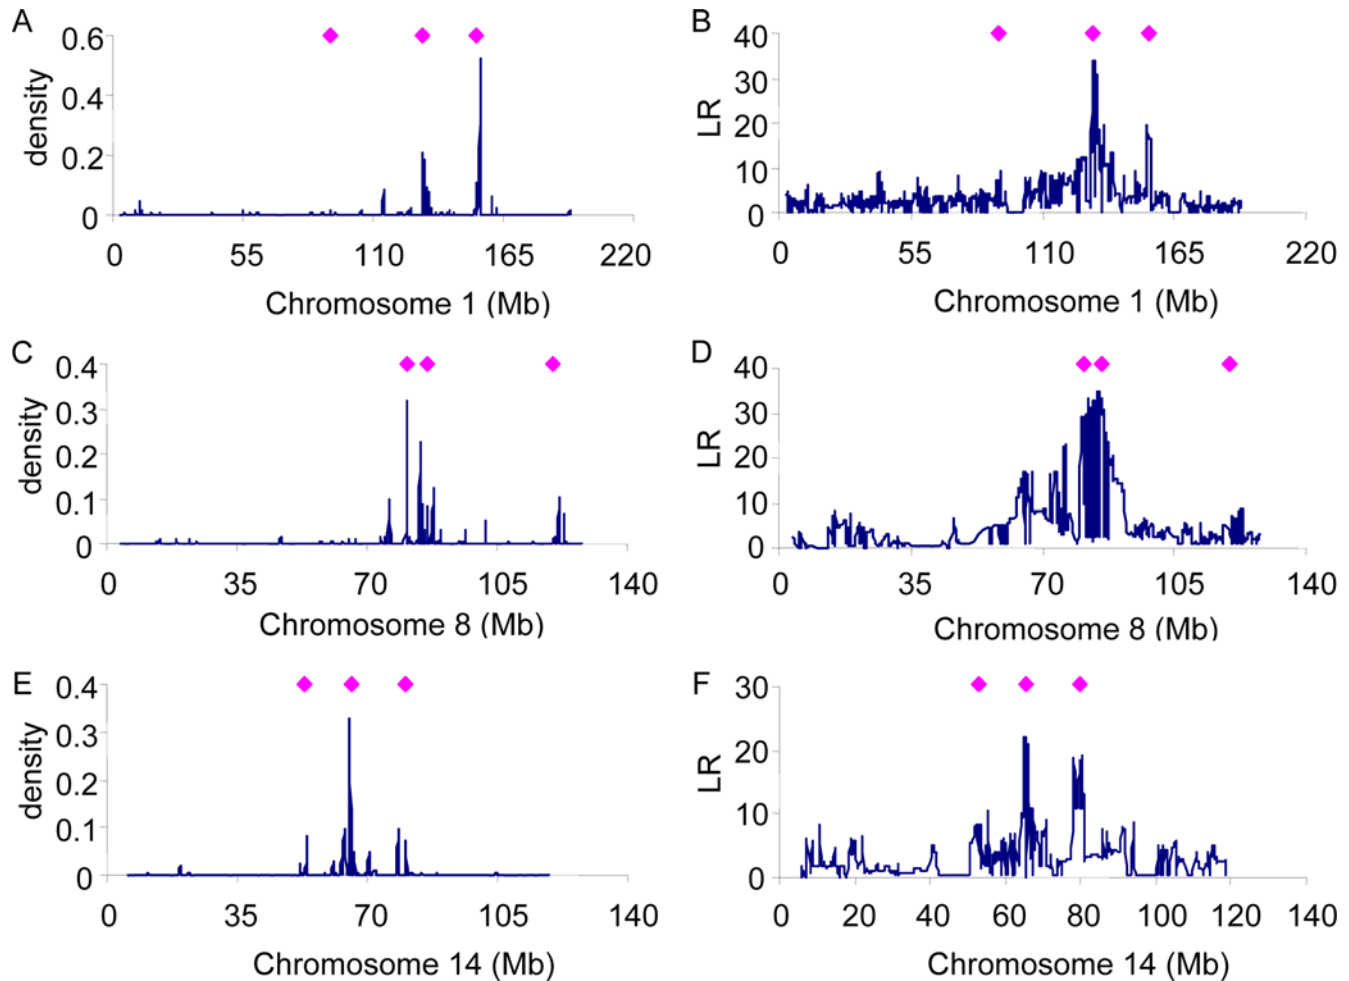 A
0.6
0.4
0.2
0
density
0 55 110 165 220
Chromosome 1 (Mb)
B
40
30
20
10
0
LR
0 55 110 165 220
Chromosome 1 (Mb)
C
0.4
0.3
0.2
0.1
0
density
0 35 70 105 140
Chromosome 8 (Mb)
D
40
30
20
10
0
LR
0 35 70 105 140
Chromosome 8 (Mb)
E
0.4
0.3
0.2
0.1
0
density
0 35 70 105 140
Chromosome 14 (Mb)
F
30
20
10
0
LR
0 20 40 60 80 100 120 140
Chromosome 14 (Mb)